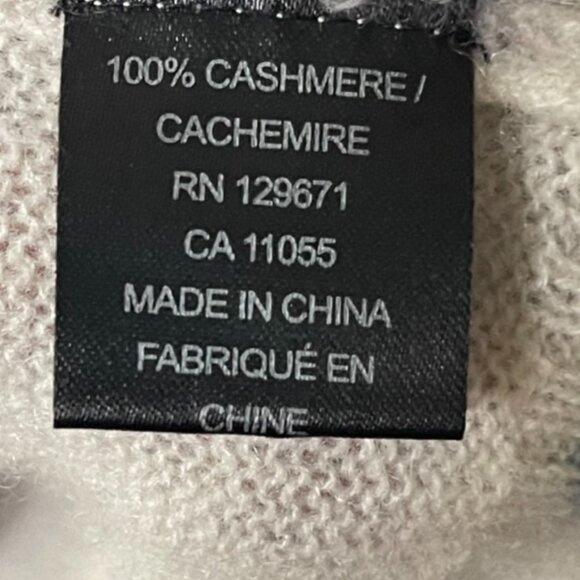 100% CASHMERE /
CACHEMIRE
RN 129671
CA 11055
MADE IN CHINA
FABRIQUÉ EN
CHINE